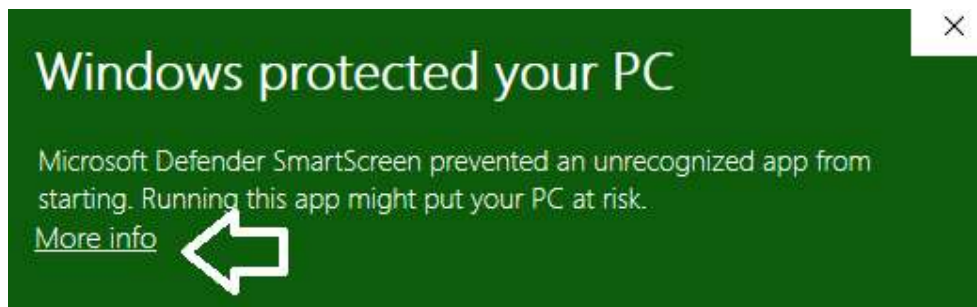 Windows protected your PC
Microsoft Defender SmartScreen prevented an unrecognized app from
starting. Running this app might put your PC at risk.
More info